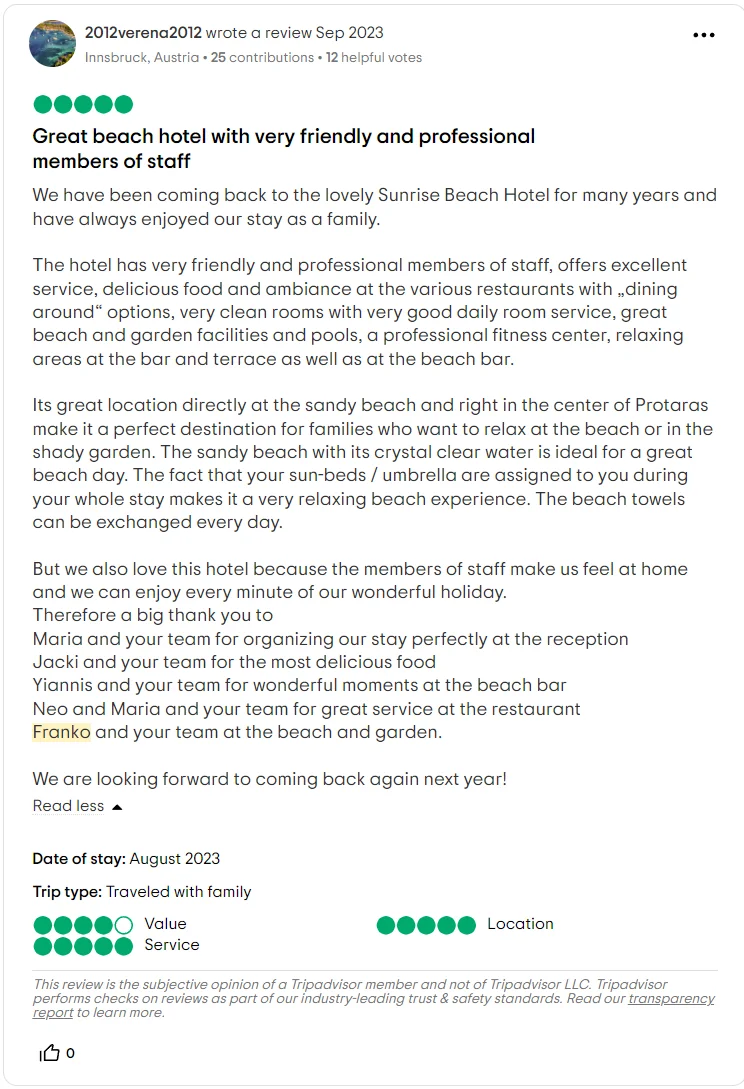 2012verena2012 wrote a review Sep 2023
Innsbruck, Austria • 25 contributions • 12 helpful votes
Great beach hotel with very friendly and professional
members of staff
We have been coming back to the lovely Sunrise Beach Hotel for many years and
have always enjoyed our stay as a family.
The hotel has very friendly and professional members of staff, offers excellent
service, delicious food and ambiance at the various restaurants with „dining
around“ options, very clean rooms with very good daily room service, great
beach and garden facilities and pools, a professional fitness center, relaxing
areas at the bar and terrace as well as at the beach bar.
Its great location directly at the sandy beach and right in the center of Protaras
make it a perfect destination for families who want to relax at the beach or in the
shady garden. The sandy beach with its crystal clear water is ideal for a great
beach day. The fact that your sun-beds / umbrella are assigned to you during
your whole stay makes it a very relaxing beach experience. The beach towels
can be exchanged every day.
But we also love this hotel because the members of staff make us feel at home
and we can enjoy every minute of our wonderful holiday.
Therefore a big thank you to
Maria and your team for organizing our stay perfectly at the reception
Jacki and your team for the most delicious food
Yiannis and your team for wonderful moments at the beach bar
Neo and Maria and your team for great service at the restaurant
Franko and your team at the beach and garden.
We are looking forward to coming back again next year!
Read less
Date of stay: August 2023
Trip type: Traveled with family
Value
Location
Service
This review is the subjective opinion of a Tripadvisor member and not of Tripadvisor LLC. Tripadvisor
performs checks on reviews as part of our industry-leading trust & safety standards. Read our transparency
report to learn more.
0